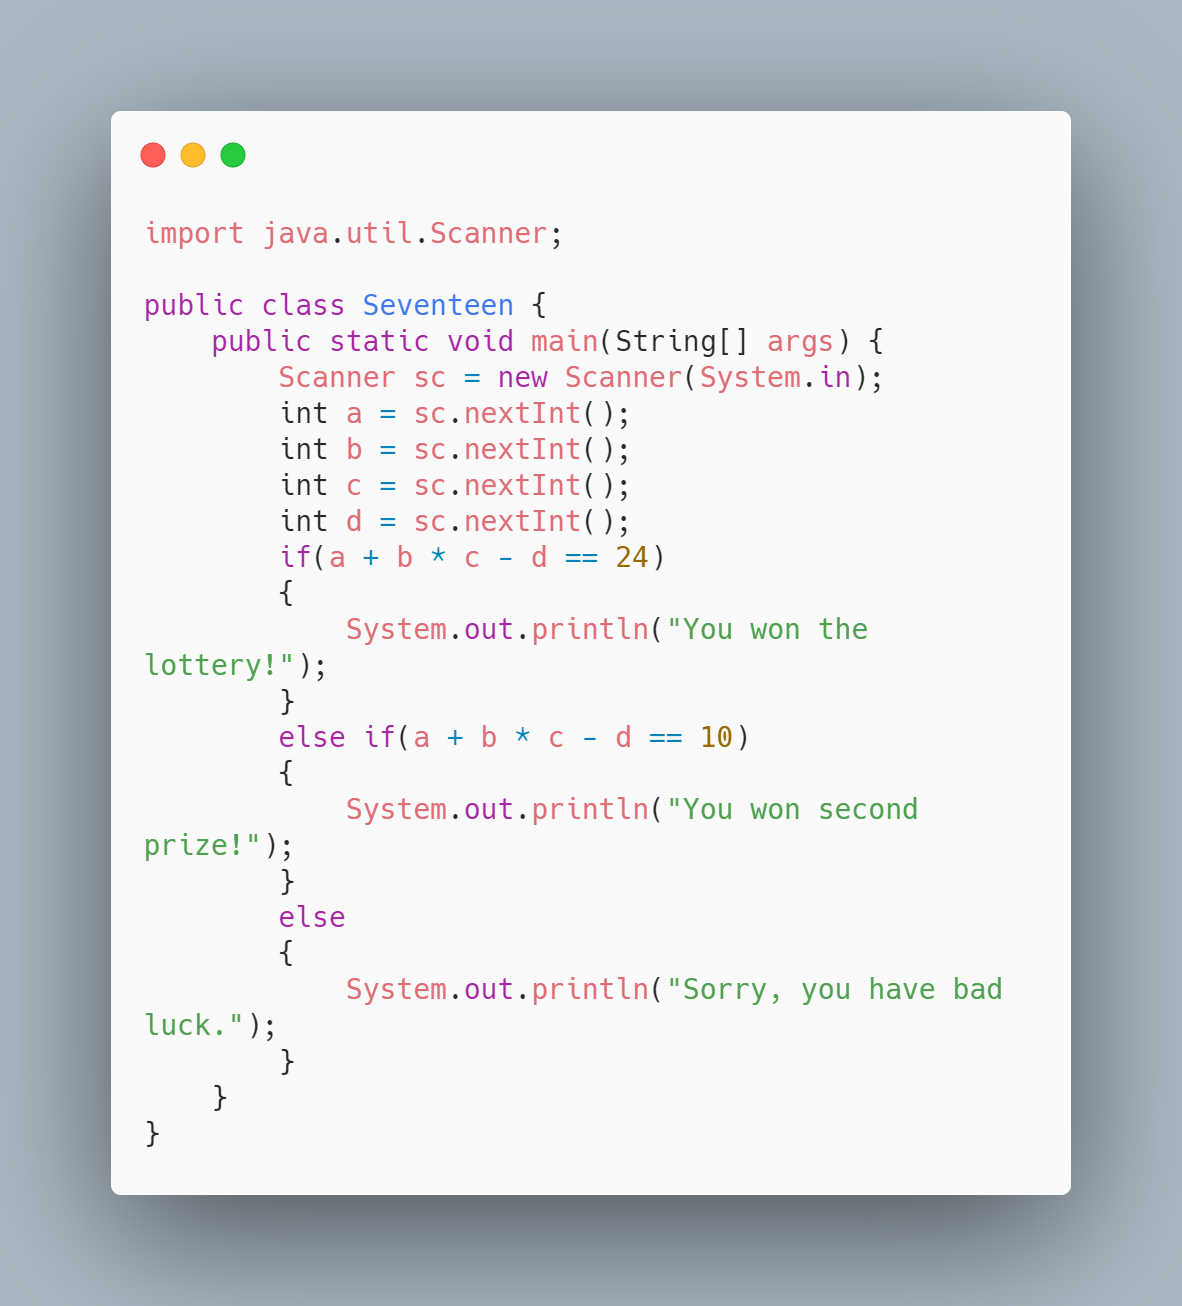 import java.util.Scanner;

public class Seventeen {
    public static void main(String[] args) {
        Scanner sc = new Scanner(System.in);
        int a = sc.nextInt();
        int b = sc.nextInt();
        int c = sc.nextInt();
        int d = sc.nextInt();
        if(a + b * c - d == 24)
        {
            System.out.println("You won the
lottery!");
        }
        else if(a + b * c - d == 10)
        {
            System.out.println("You won second
prize!");
        }
        else
        {
            System.out.println("Sorry, you have bad
luck.");
        }
    }
}